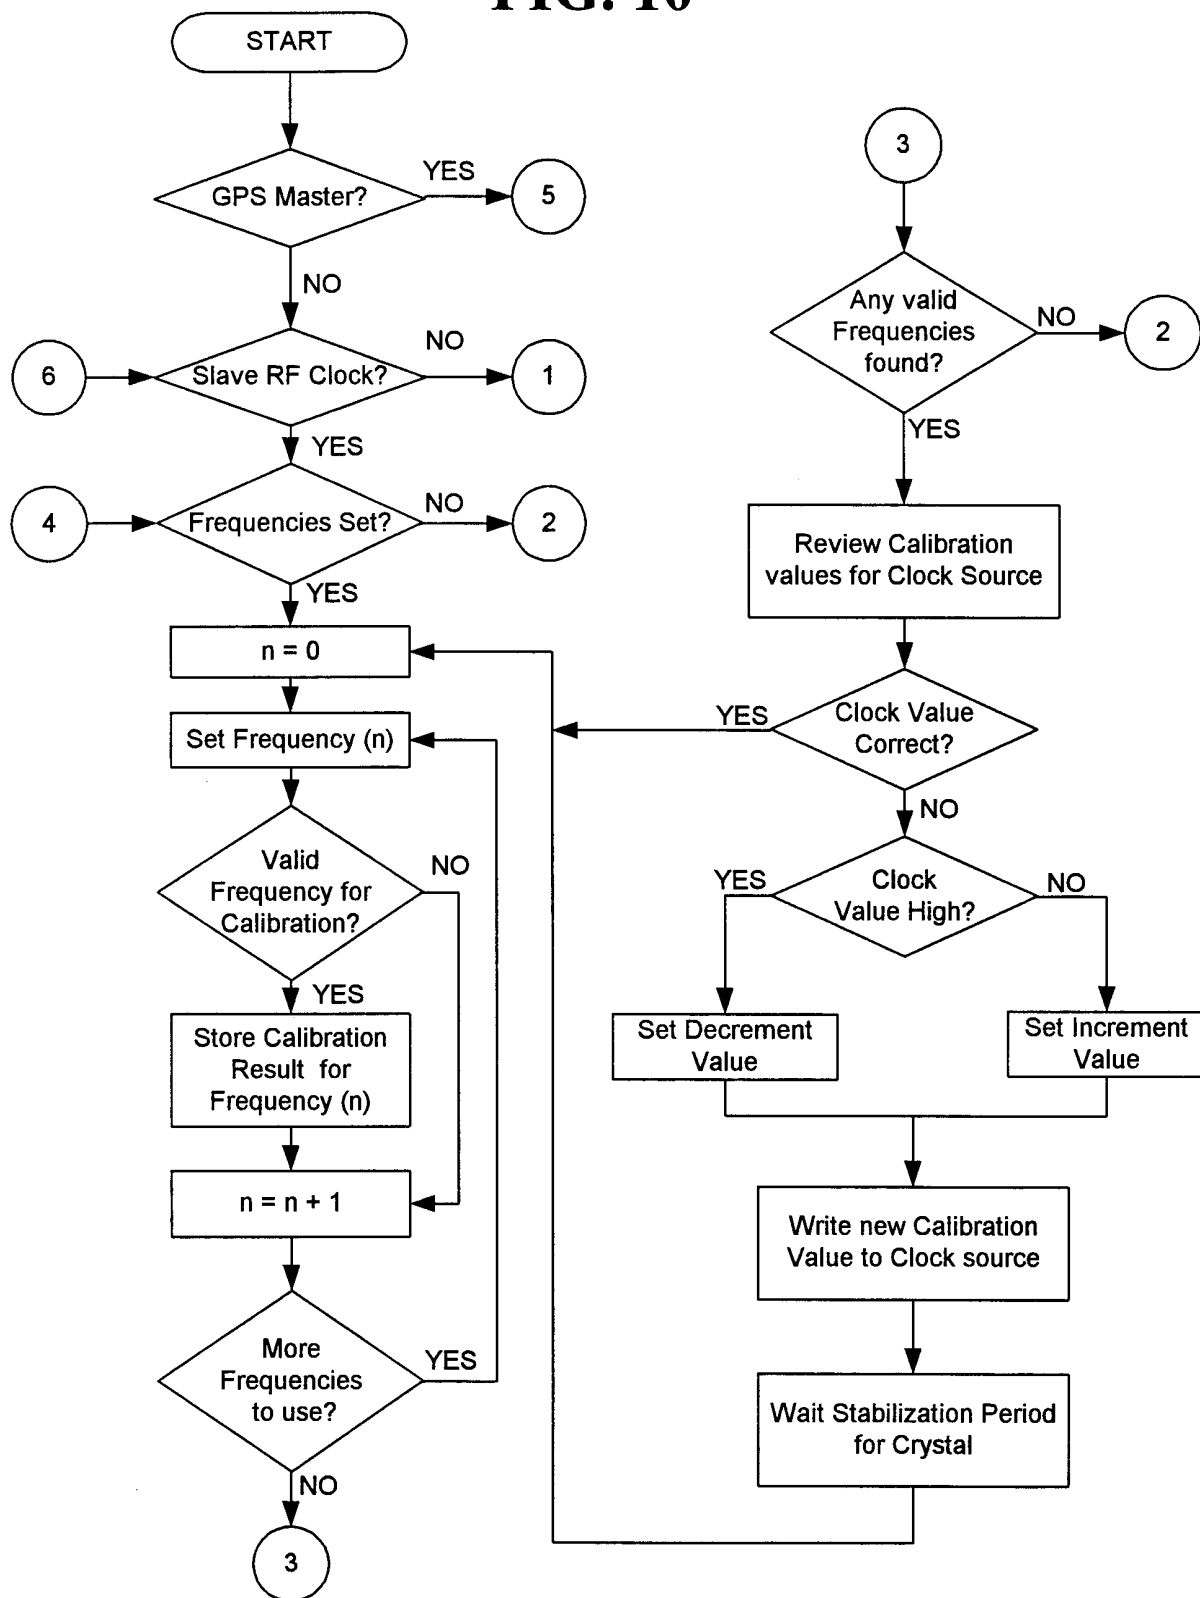 FIG. 10
START
GPS Master?
YES
5
NO
6
Slave RF Clock?
NO
1
YES
4
Frequencies Set?
NO
2
YES
n = 0
Set Frequency (n)
Valid
Frequency for
Calibration?
NO
YES
Store Calibration
Result for
Frequency (n)
n = n + 1
More
Frequencies
to use?
YES
NO
3
3
Any valid
Frequencies
found?
NO
2
YES
Review Calibration
values for Clock Source
Clock Value
Correct?
YES
NO
Clock
Value High?
YES
NO
Set Decrement
Value
Set Increment
Value
Write new Calibration
Value to Clock source
Wait Stabilization Period
for Crystal